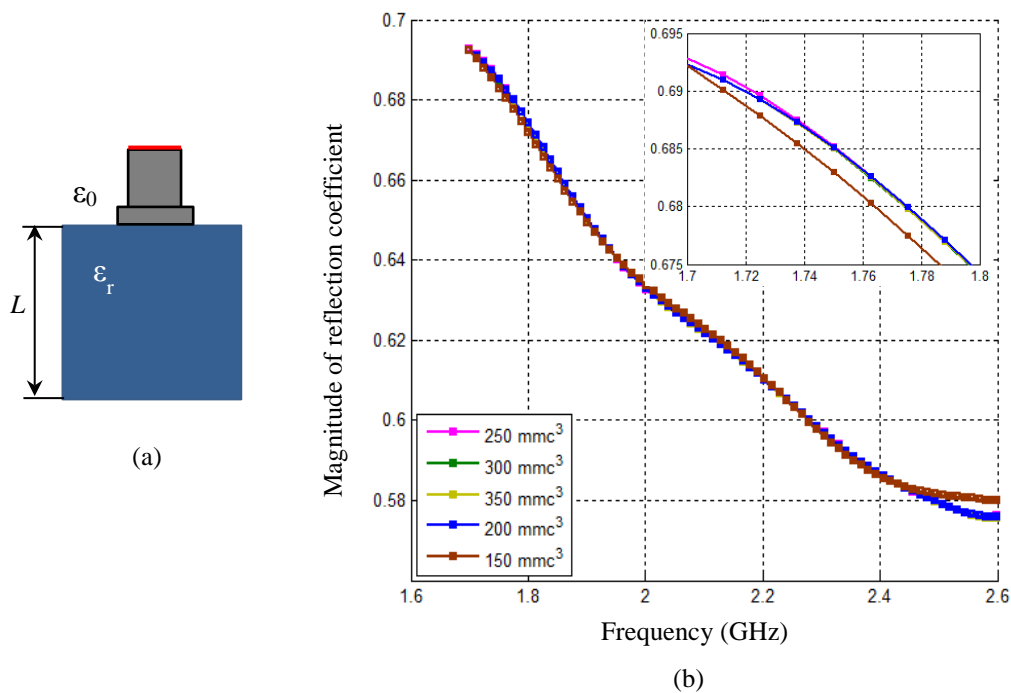 ε0
εr
L
(a)
Magnitude of reflection coefficient
0.7
0.68
0.66
0.64
0.62
0.6
0.58
1.6
1.8
2
2.2
2.4
2.6
Frequency (GHz)
0.695
0.69
0.685
0.68
0.675
1.7
1.72
1.74
1.76
1.78
1.8
250 mmc³
300 mmc³
350 mmc³
200 mmc³
150 mmc³
(b)